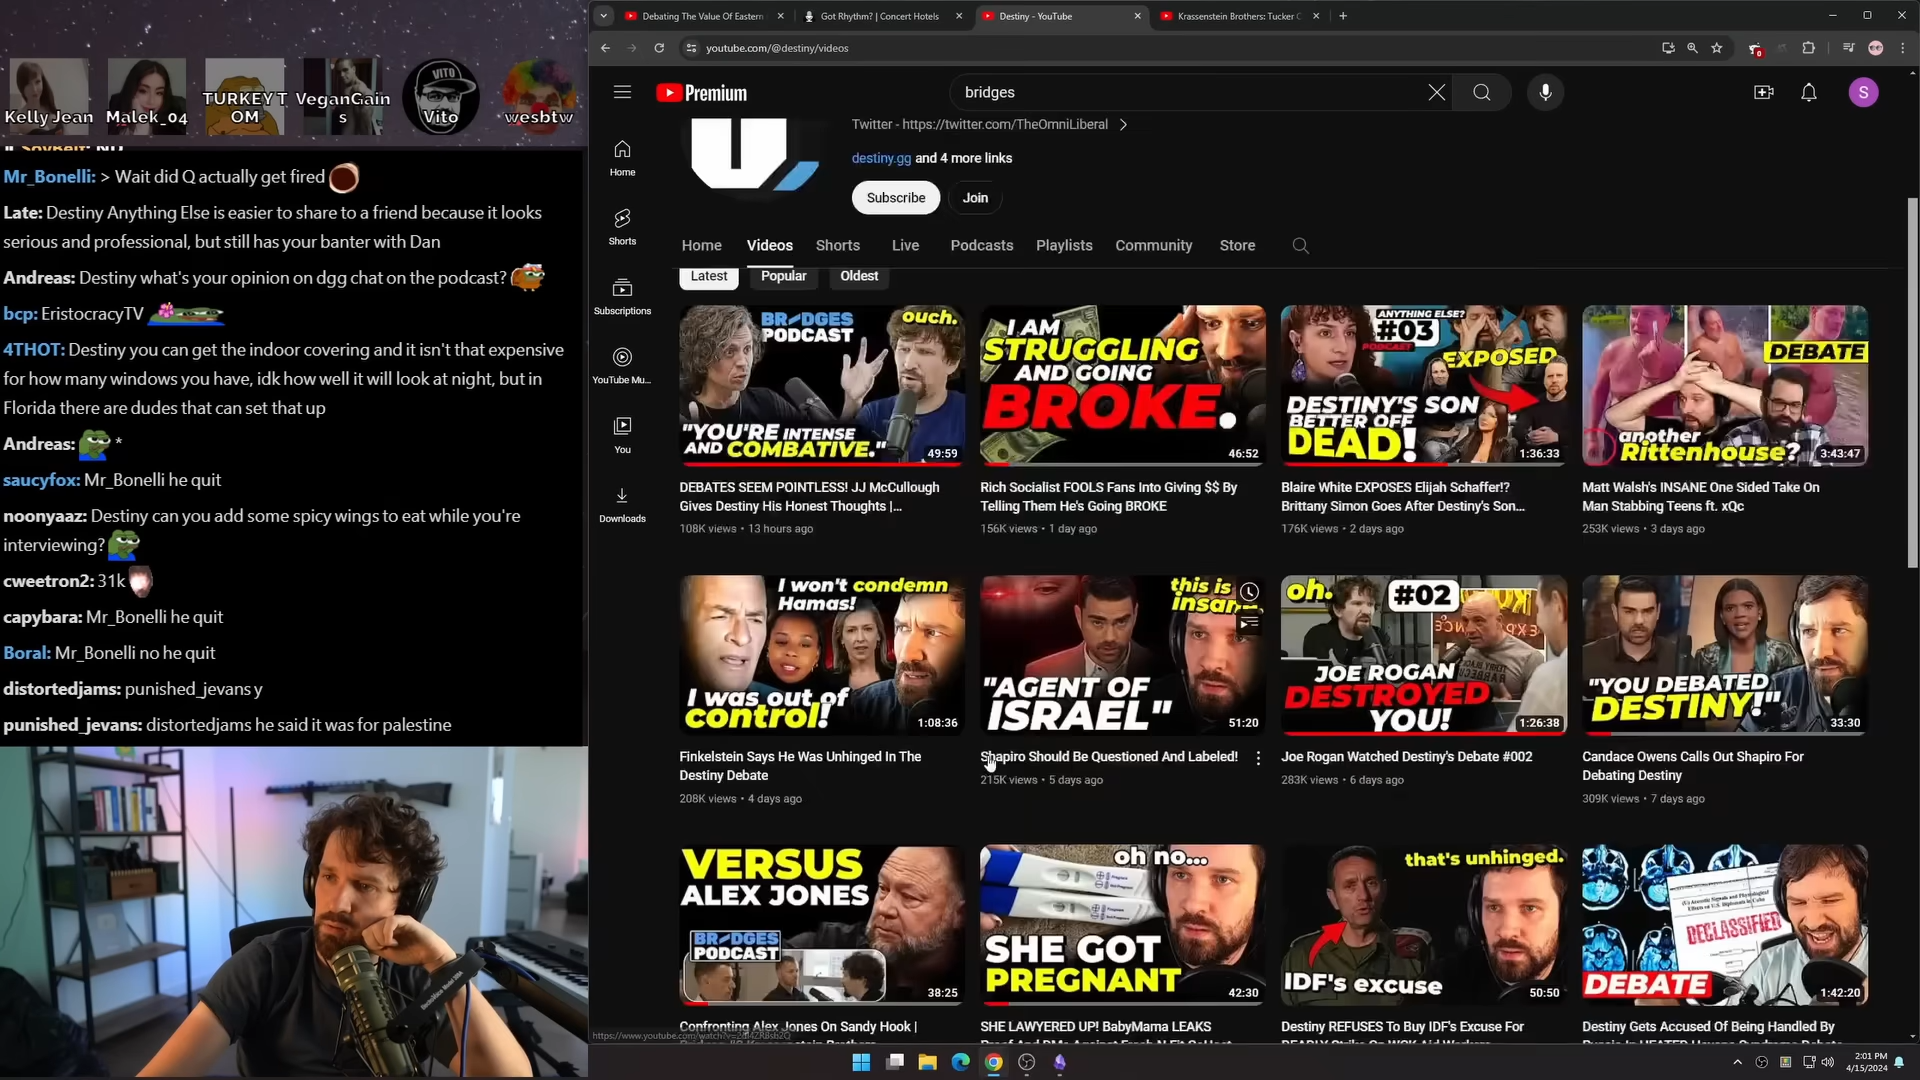 Kelly Jean
Malek_04
TURKEY T
OM
VeganGain
s
VITO
Vito
wesbtw
Mr_Bonelli: > Wait did Q actually get fired
Late: Destiny Anything Else is easier to share to a friend because it looks
serious and professional, but still has your banter with Dan
Andreas: Destiny what's your opinion on dgg chat on the podcast?
bcp: EristocracyTV
4THOT: Destiny you can get the indoor covering and it isn't that expensive
for how many windows you have, idk how well it will look at night, but in
Florida there are dudes that can set that up
Andreas: *
saucyfox: Mr_Bonelli he quit
noonyaaz: Destiny can you add some spicy wings to eat while you're
interviewing?
cweetron2: 31k
capybara: Mr_Bonelli he quit
Boral: Mr_Bonelli no he quit
distortedjams: punished_jevans y
punished_jevans: distortedjams he said it was for palestine
Debating The Value Of Eastern
Got Rhythm? | Concert Hotels
Destiny - YouTube
Krassenstein Brothers: Tucker C
youtube.com/@destiny/videos
Premium
bridges
S
Twitter - https://twitter.com/TheOmniLiberal
destiny.gg and 4 more links
Subscribe
Join
Home
Shorts
Subscriptions
YouTube Mu...
You
Downloads
Home Videos Shorts Live Podcasts Playlists Community Store
Latest Popular Oldest
BRIDGES
PODCAST
ouch.
"YOU'RE INTENSE
AND COMBATIVE."
49:59
I AM
STRUGGLING
AND GOING
BROKE.
46:52
ANYTHING ELSE?
#03
PODCAST
EXPOSED
DESTINY'S SON
BETTER OFF
DEAD!
1:36:33
DEBATE
another
Rittenhouse?
3:43:47
DEBATES SEEM POINTLESS! JJ McCullough
Gives Destiny His Honest Thoughts |...
108K views • 13 hours ago
Rich Socialist FOOLS Fans Into Giving $$ By
Telling Them He's Going BROKE
156K views • 1 day ago
Blaire White EXPOSES Elijah Schaffer!?
Brittany Simon Goes After Destiny's Son...
176K views • 2 days ago
Matt Walsh's INSANE One Sided Take On
Man Stabbing Teens ft. xQc
253K views • 3 days ago
I won't condemn
Hamas!
I was out of
control!
1:08:36
this is
insan
"AGENT OF
ISRAEL"
51:20
oh.
#02
JOE ROGAN
DESTROYED
YOU!
1:26:38
"YOU DEBATED
DESTINY!"
33:30
Finkelstein Says He Was Unhinged In The
Destiny Debate
208K views • 4 days ago
Shapiro Should Be Questioned And Labeled!
215K views • 5 days ago
Joe Rogan Watched Destiny's Debate #002
283K views • 6 days ago
Candace Owens Calls Out Shapiro For
Debating Destiny
309K views • 7 days ago
VERSUS
ALEX JONES
BRIDGES
PODCAST
38:25
oh no...
SHE GOT
PREGNANT
42:30
that's unhinged.
IDF's excuse
50:50
DECLASSIFIED
DEBATE
1:42:20
Confronting Alex Jones On Sandy Hook |
SHE LAWYERED UP! BabyMama LEAKS
Destiny REFUSES To Buy IDF's Excuse For
Destiny Gets Accused Of Being Handled By
2:01 PM
4/15/2024